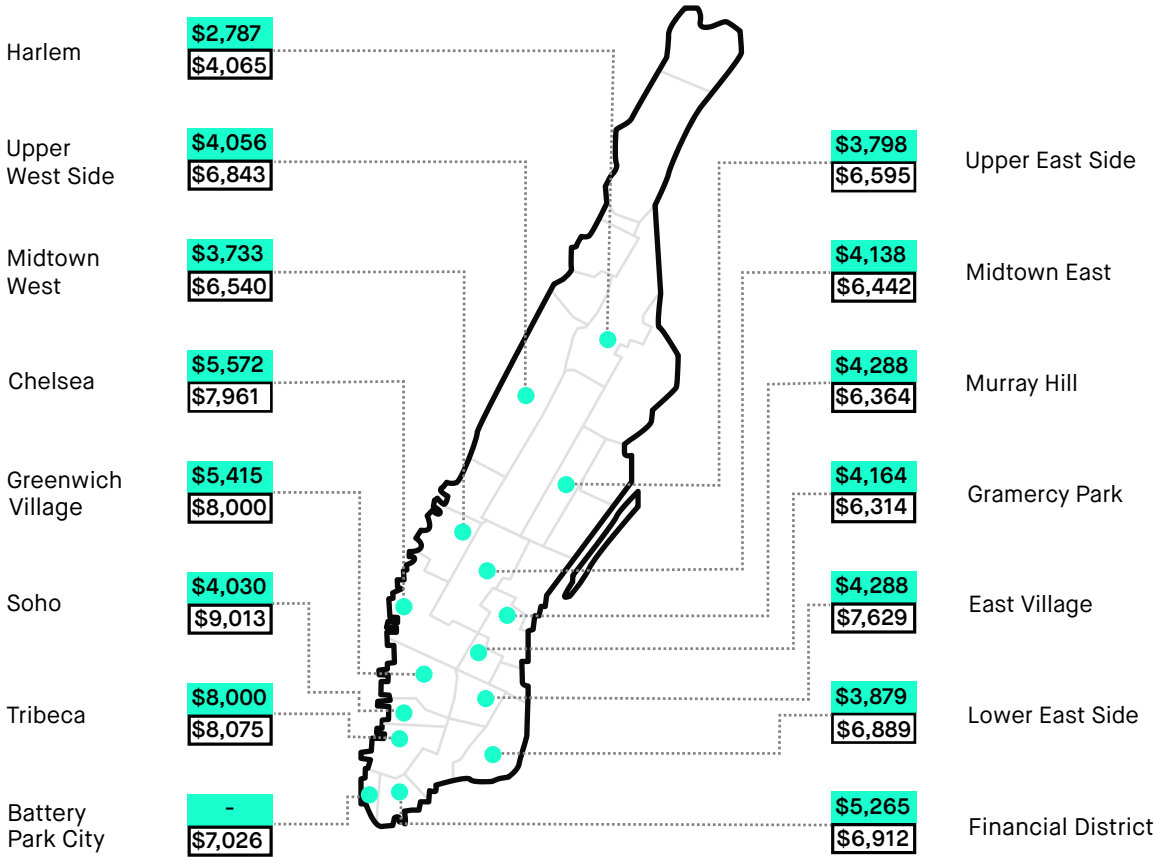 Harlem
$2,787
$4,065
Upper
West Side
$4,056
$6,843
Midtown
West
$3,733
$6,540
Chelsea
$5,572
$7,961
Greenwich
Village
$5,415
$8,000
Soho
$4,030
$9,013
Tribeca
$8,000
$8,075
Battery
Park City
-
$7,026
$3,798
$6,595
Upper East Side
$4,138
$6,442
Midtown East
$4,288
$6,364
Murray Hill
$4,164
$6,314
Gramercy Park
$4,288
$7,629
East Village
$3,879
$6,889
Lower East Side
$5,265
$6,912
Financial District